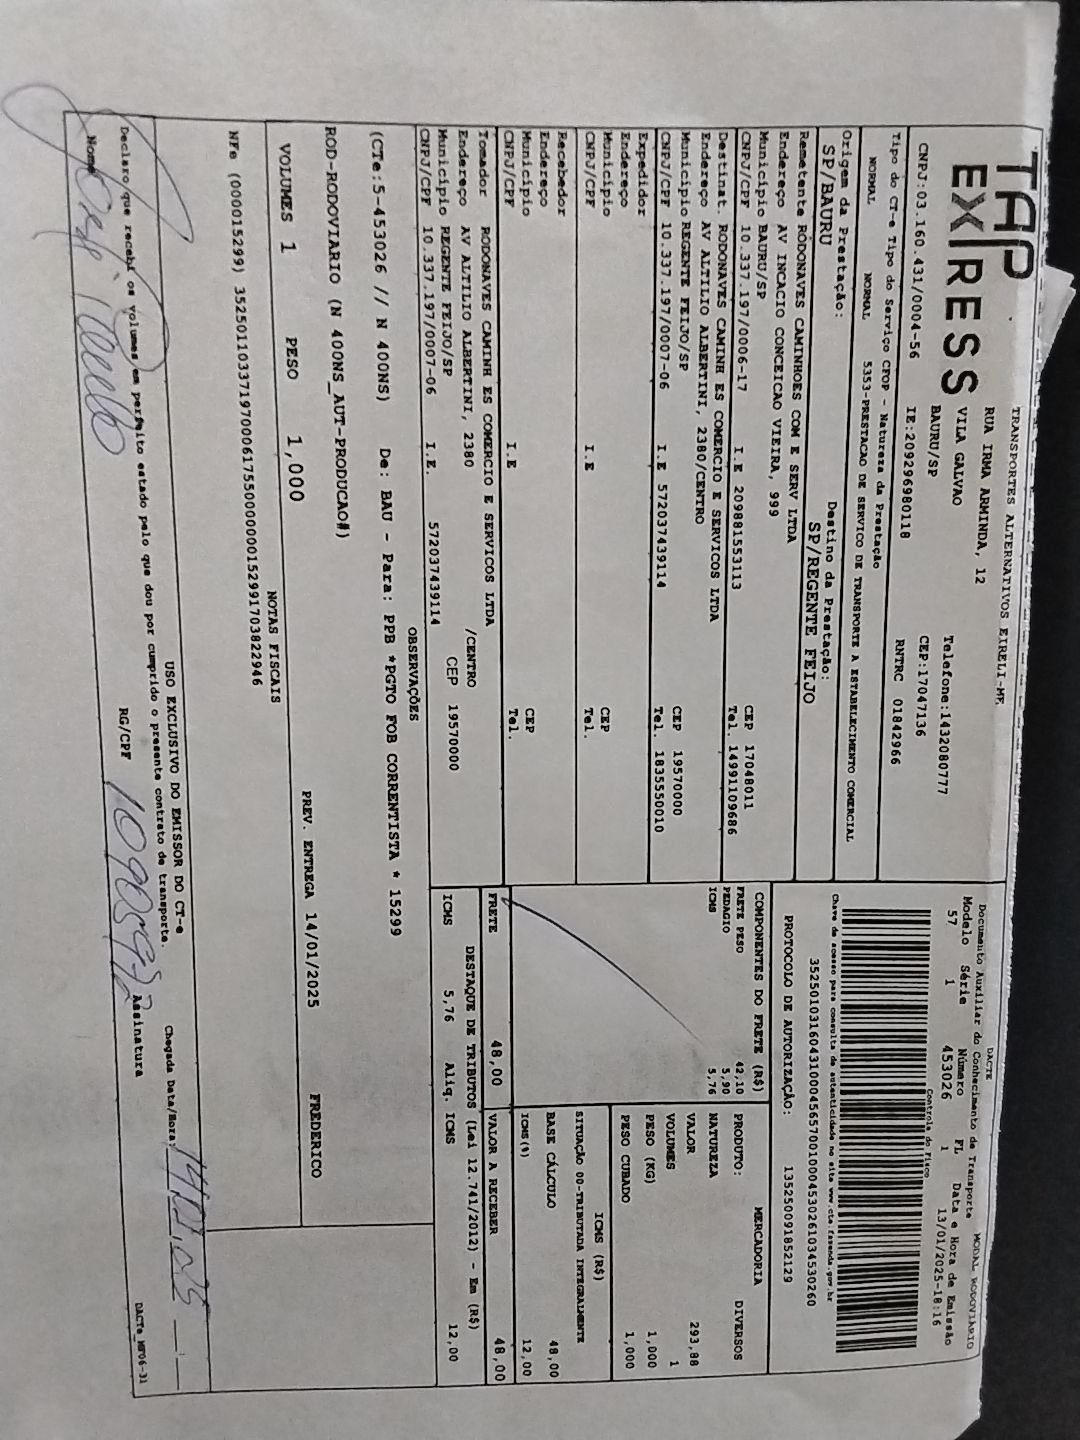 TAP
EXPRESS
TRANSPORTES ALTERNATIVOS EIRELI-ME
RUA IRMA ARMINDA, 12
VILA GALVAO
BAURU/SP
Telefone:1432080777
CEP:17047136
CNPJ:03.160.431/0004-56 IE:209296980118 RNTRC 01842966
DACTE MODAL RODOVIÁRIO
Documento Auxiliar do Conhecimento de Transporte
Modelo Série Número FL Data e Hora de Emissão
57 1 453026 1 13/01/2025-18:16
Controle do Fisco
Chave de acesso para consulta de autenticidade no site www.cte.fazenda.gov.br
PROTOCOLO DE AUTORIZAÇÃO: 135250091852129
Tipo do CT-e Tipo do Serviço CFOP - Natureza da Prestação
NORMAL NORMAL 5353-PRESTACAO DE SERVICO DE TRANSPORTE A ESTABELECIMENTO COMERCIAL
Origem da Prestação: Destino da Prestação:
SP/BAURU SP/REGENTE FEIJO
Remetente RODONAVES CAMINHOES COM E SERV LTDA
Endereço AV INCACIO CONCEICAO VIEIRA, 999
Município BAURU/SP CEP 17048011
CNPJ/CPF 10.337.197/0006-17 I.E 209881553113 Tel. 14991109686
Destinat. RODONAVES CAMINH ES COMERCIO E SERVICOS LTDA
Endereço AV ALTILIO ALBERTINI, 2380/CENTRO
Município REGENTE FEIJO/SP CEP 19570000
CNPJ/CPF 10.337.197/0007-06 I.E 572037439114 Tel. 1835550010
Expedidor
Endereço
Município CEP
CNPJ/CPF I.E Tel.
Recebedor
Endereço
Município CEP
CNPJ/CPF I.E Tel.
Tomador RODONAVES CAMINH ES COMERCIO E SERVICOS LTDA
Endereço AV ALTILIO ALBERTINI, 2380 /CENTRO
Município REGENTE FEIJO/SP CEP 19570000
CNPJ/CPF 10.337.197/0007-06 I.E. 572037439114
COMPONENTES DO FRETE (R$)
FRETE PESO 42,10
PEDAGIO 5,90
ICMS 5,76
MERCADORIA
PRODUTO: DIVERSOS
NATUREZA
VALOR 293,88
VOLUMES 1
PESO (KG) 1,000
PESO CUBADO 1,000
ICMS (R$)
SITUAÇÃO 00-TRIBUTADA INTEGRALMENTE
BASE CÁLCULO 48,00
ICMS(%) 12,00
FRETE 48,00 VALOR A RECEBER 48,00
DESTAQUE DE TRIBUTOS (Lei 12.741/2012) - Em (R$)
ICMS 5,76 Aliq. ICMS 12,00
OBSERVAÇÕES
(CTe:5-453026 // N 400NS) De: BAU - Para: PPB *PGTO FOB CORRENTISTA * 15299
ROD-RODOVIARIO (N 400NS_AUT-PRODUCAO#)
VOLUMES 1 PESO 1,000 PREV. ENTREGA 14/01/2025 FREDERICO
NOTAS FISCAIS
NFe (000015299)
USO EXCLUSIVO DO EMISSOR DO CT-e
Declaro que recebi os volumes em perfeito estado pelo que dou por cumprido o presente contrato de transporte.
Chegada Data/Hora:
Nome RG/CPF Assinatura
DACTe_MF06-31